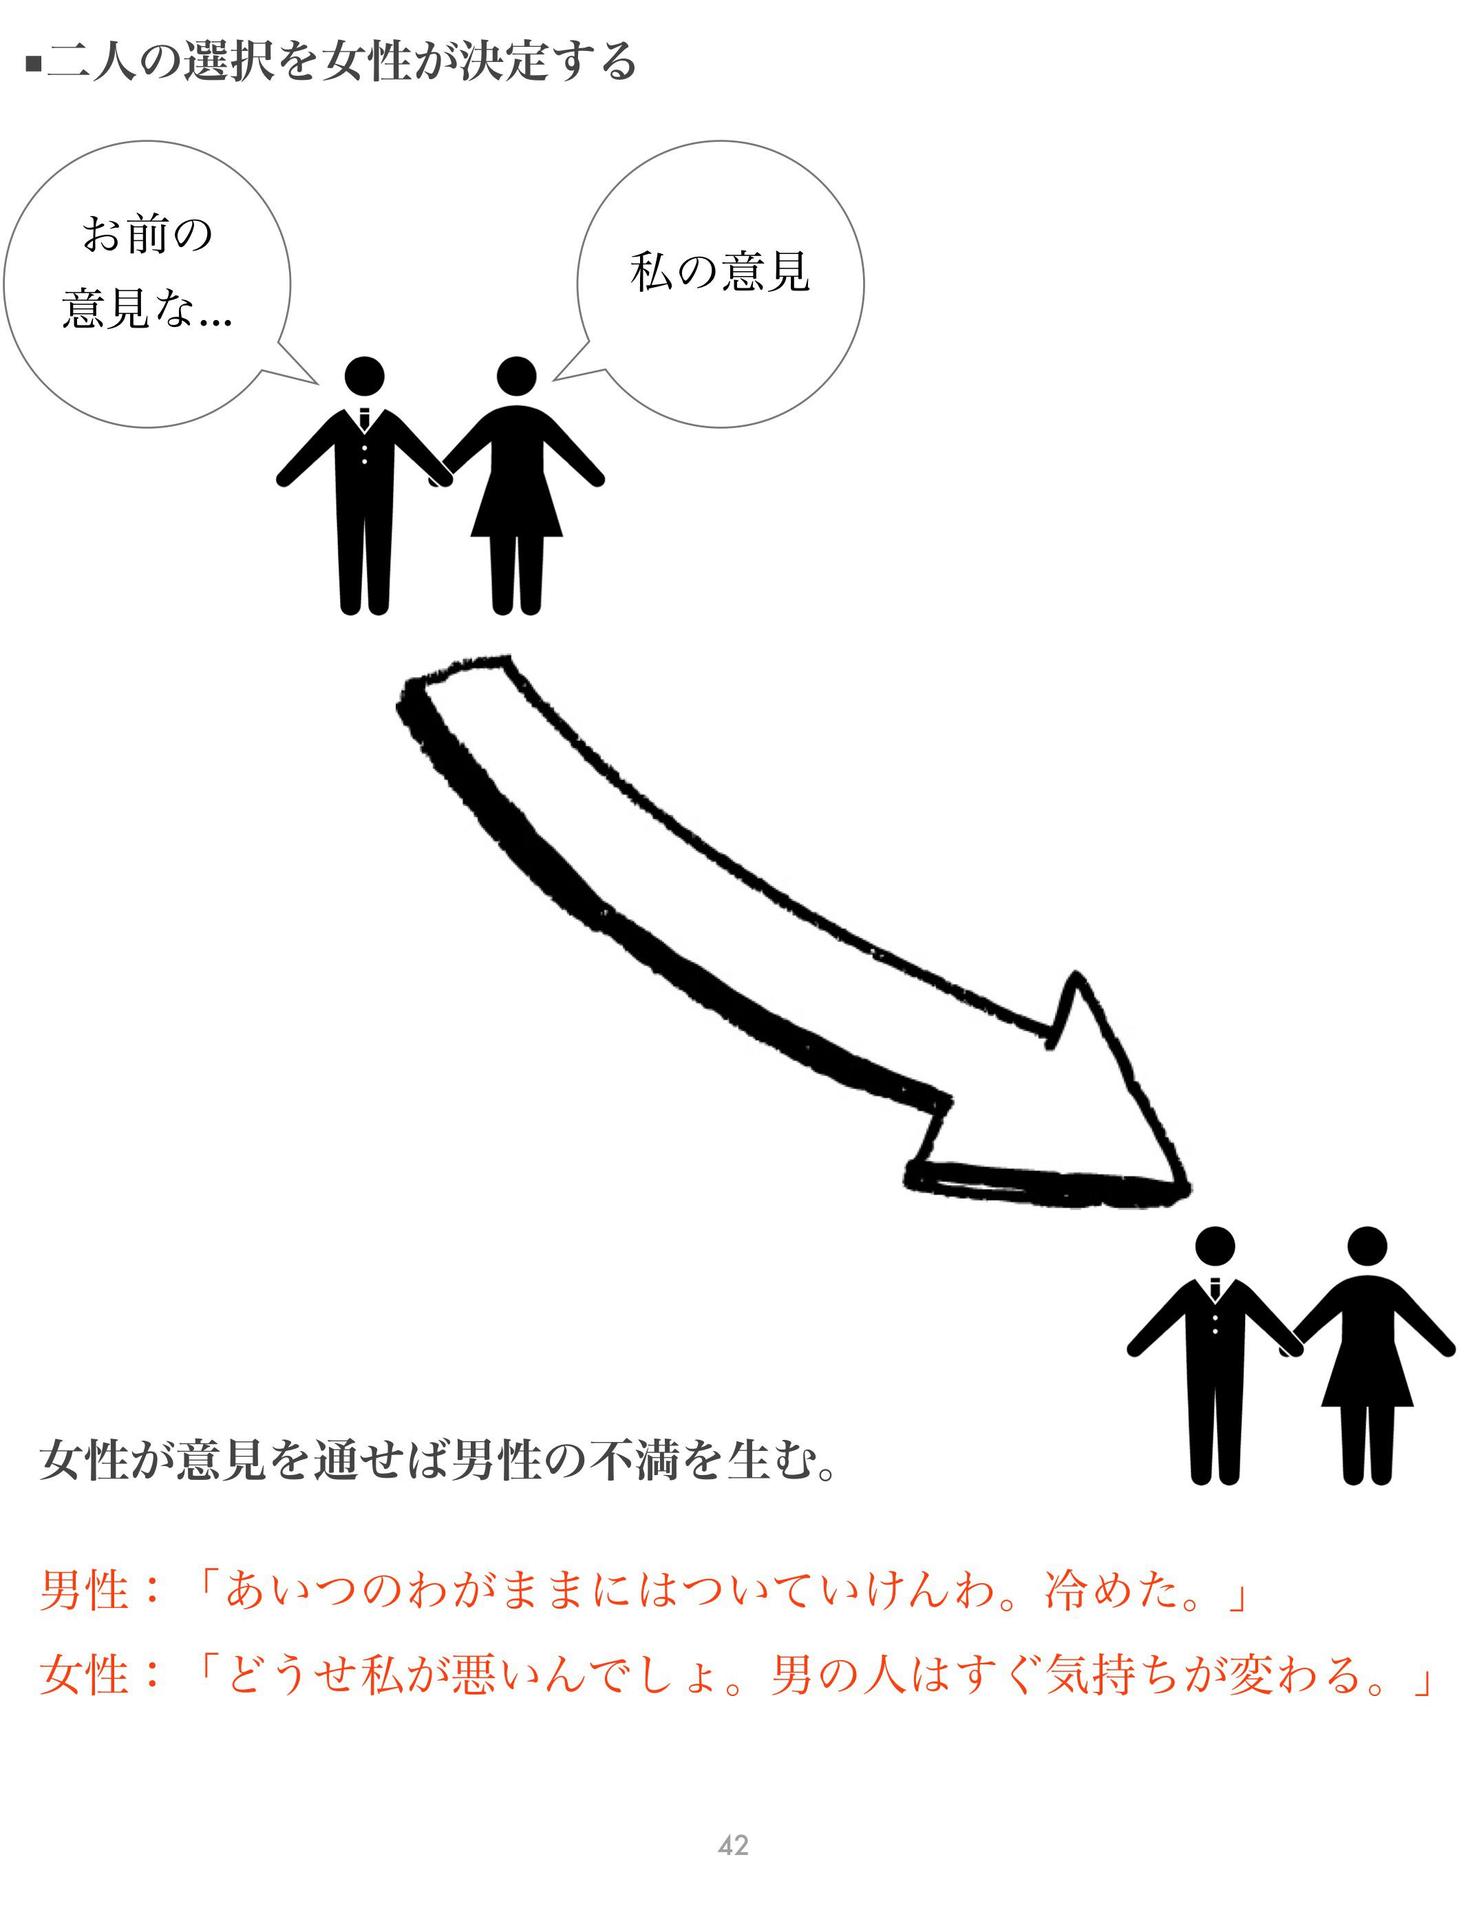 ▪二人の選択を女性が決定する
お前の
意見な...
私の意見
女性が意見を通せば男性の不満を生む。
男性：「あいつのわがままにはついていけんわ。冷めた。」
女性：「どうせ私が悪いんでしょ。男の人はすぐ気持ちが変わる。」
42